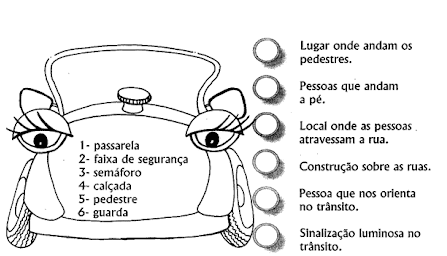 1- passarela
2- faixa de segurança
3- semáforo
4- calçada
5- pedestre
6- guarda
Lugar onde andam os
pedestres.
Pessoas que andam
a pé.
Local onde as pessoas
atravessam a rua.
Construção sobre as ruas.
Pessoa que nos orienta
no trânsito.
Sinalização luminosa no
trânsito.